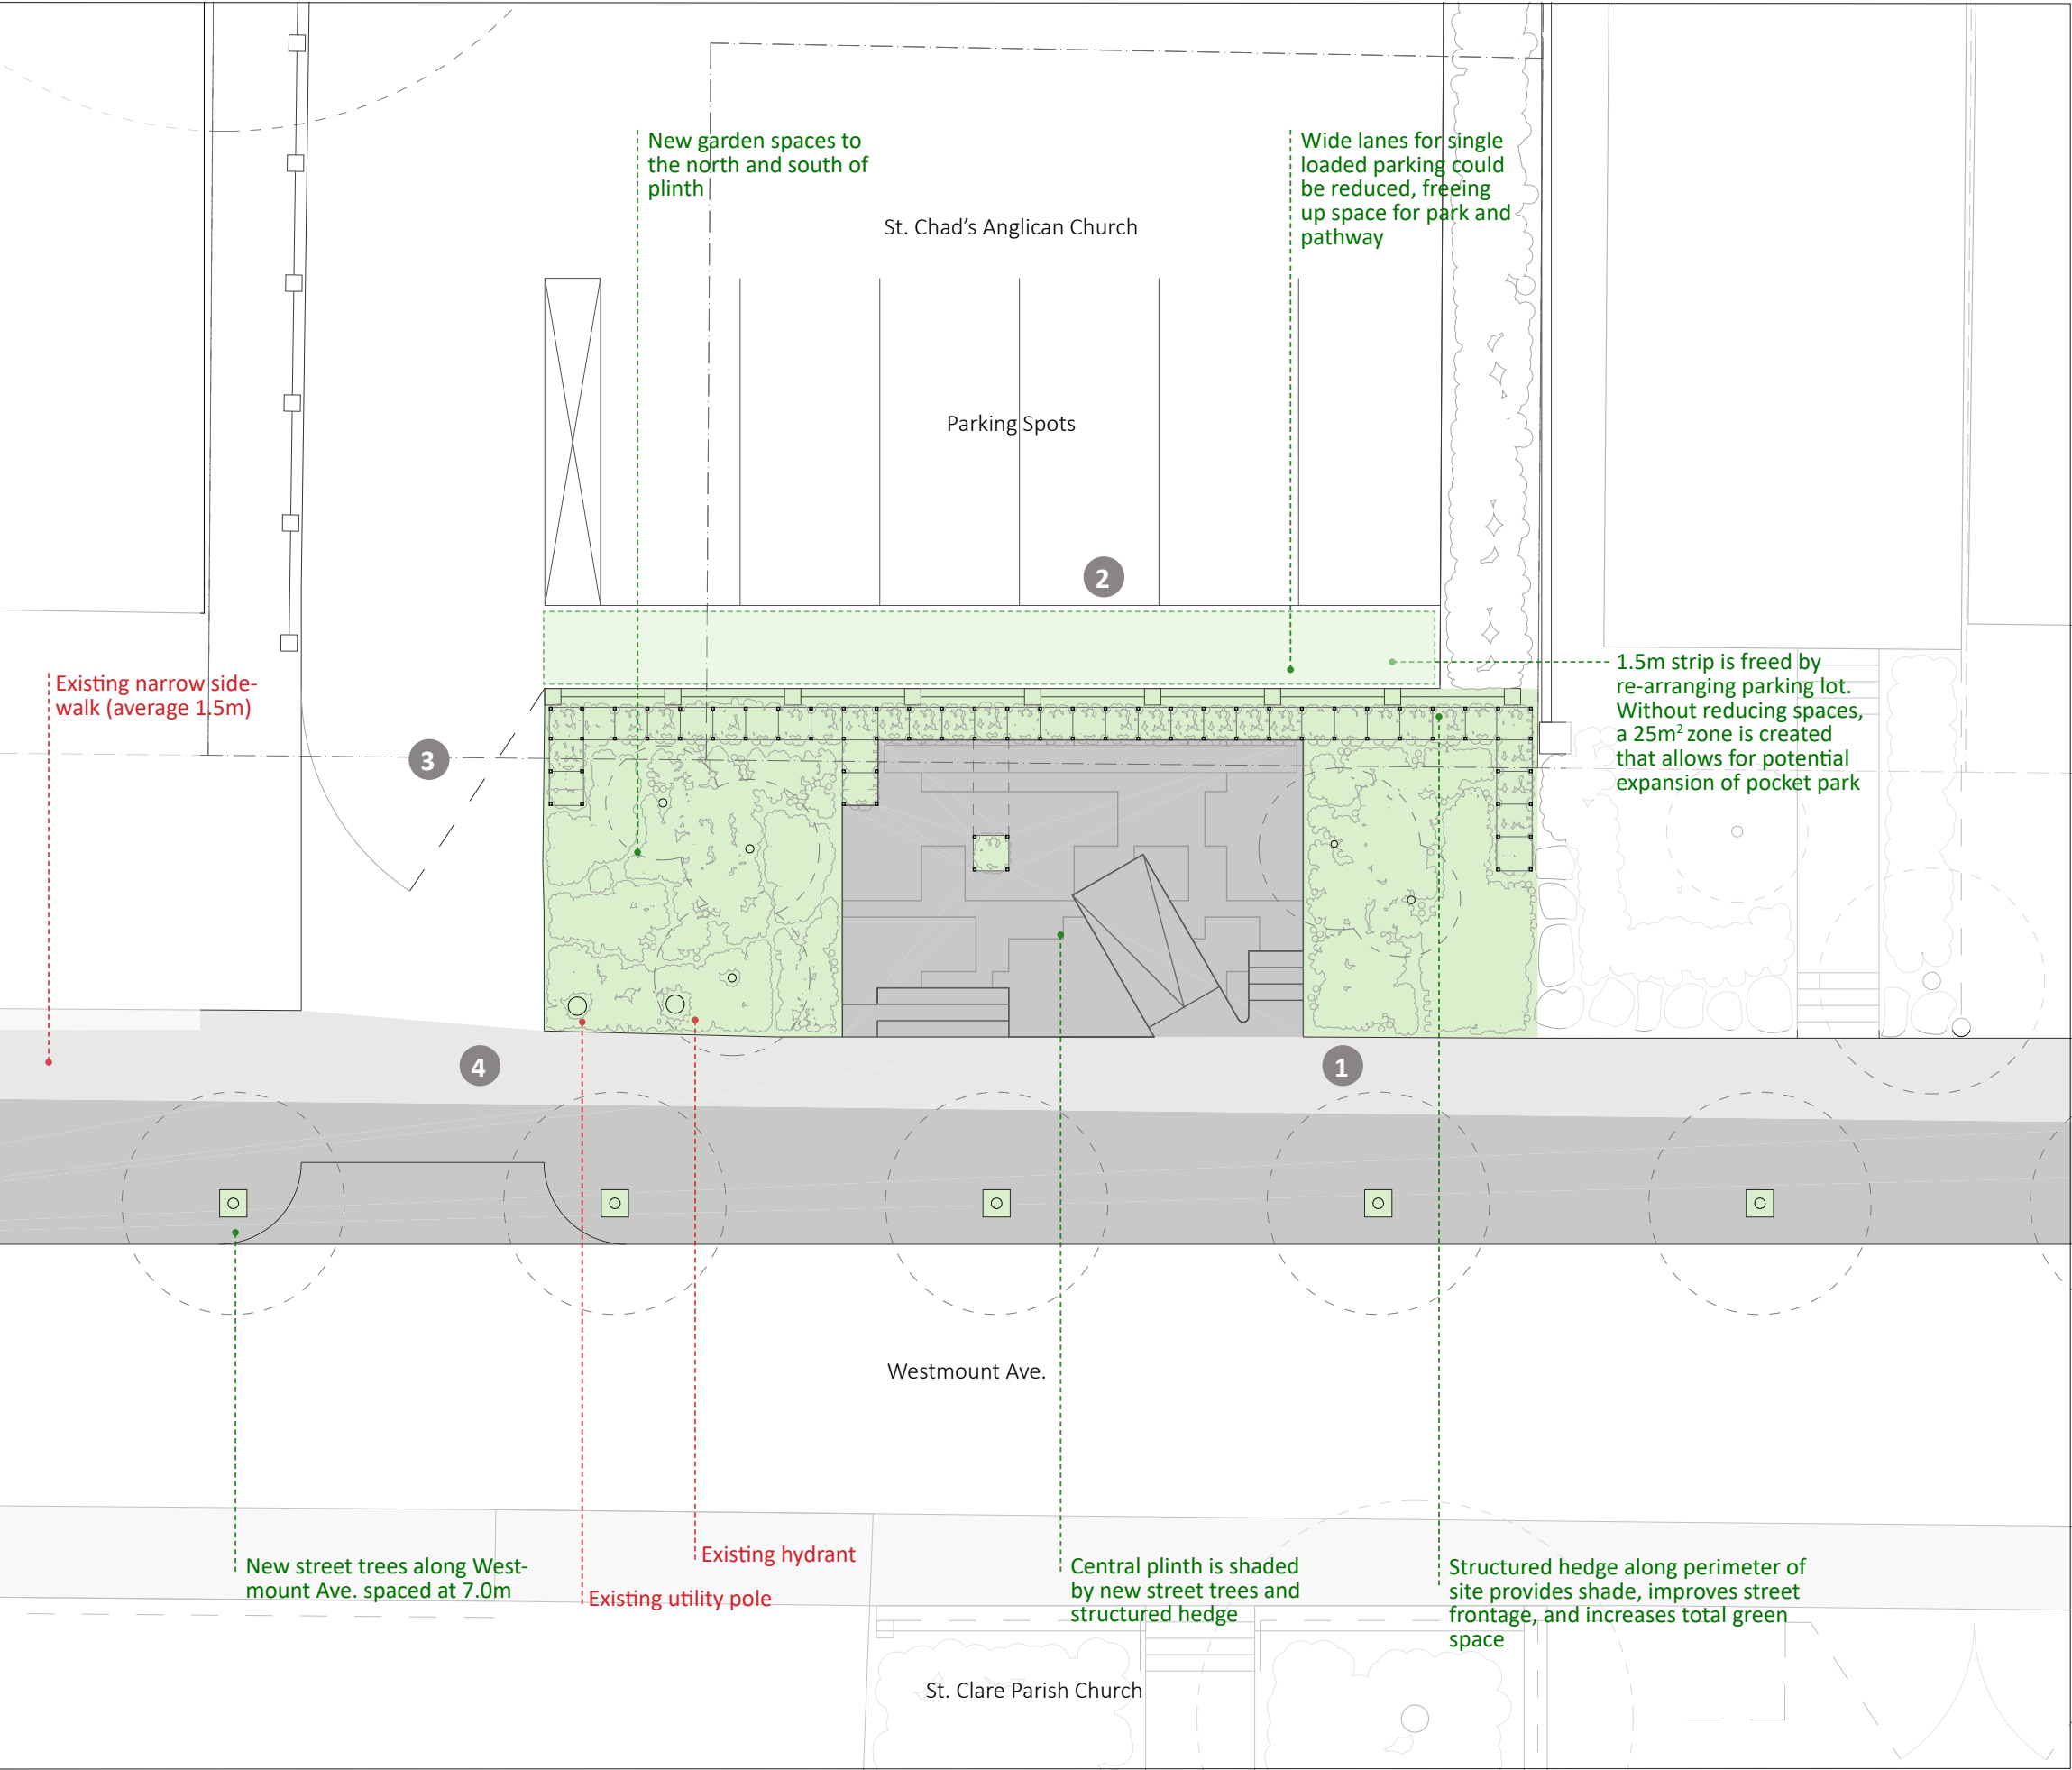 New garden spaces to
the north and south of
plinth
Wide lanes for single
loaded parking could
be reduced, freeing
up space for park and
pathway
St. Chad’s Anglican Church
Parking Spots
2
Existing narrow side-
walk (average 1.5m)
1.5m strip is freed by
re-arranging parking lot.
Without reducing spaces,
a 25m² zone is created
that allows for potential
expansion of pocket park
3
4
1
Westmount Ave.
New street trees along West-
mount Ave. spaced at 7.0m
Existing hydrant
Existing utility pole
Central plinth is shaded
by new street trees and
structured hedge
Structured hedge along perimeter of
site provides shade, improves street
frontage, and increases total green
space
St. Clare Parish Church